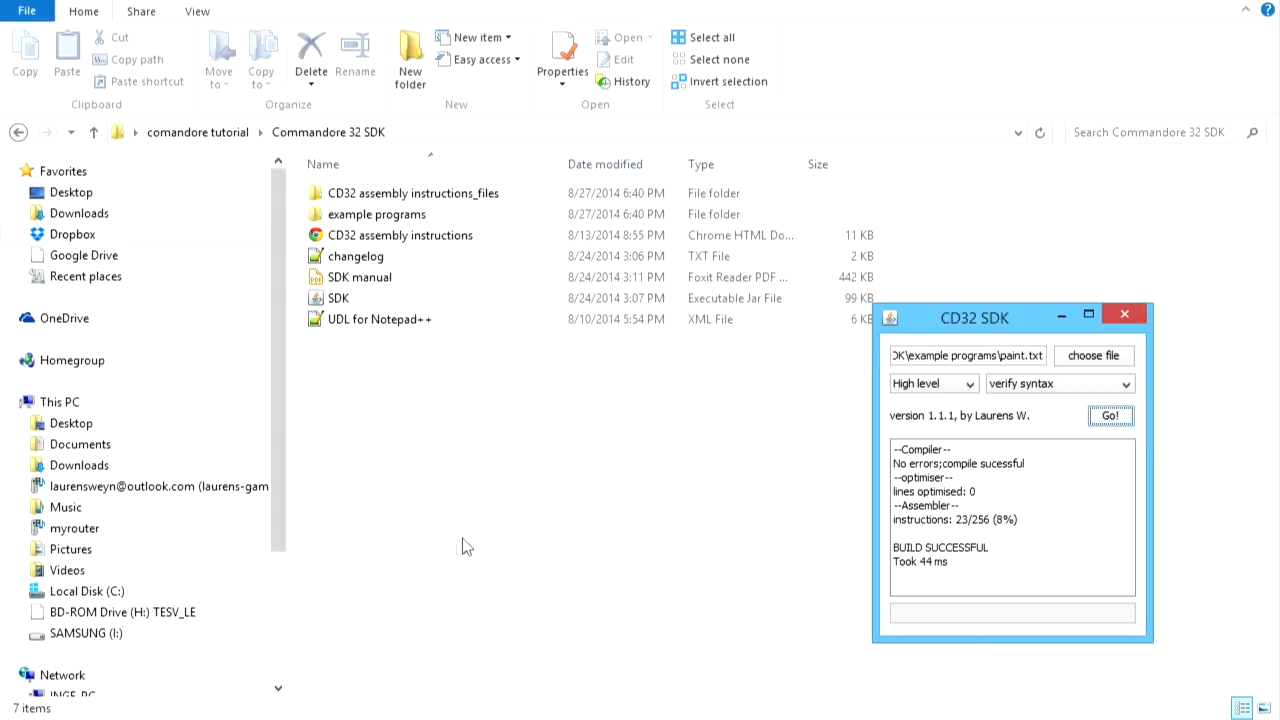 File Home Share View
Copy
Paste
Cut
Copy path
Paste shortcut
Clipboard
Move to
Copy to
Delete
Rename
Organize
New folder
New item
Easy access
New
Properties
Open
Edit
History
Open
Select all
Select none
Invert selection
Select
comandore tutorial Commandore 32 SDK
Search Commandore 32 SDK
Favorites
Desktop
Downloads
Dropbox
Google Drive
Recent places
OneDrive
Homegroup
This PC
Desktop
Documents
Downloads
laurensweyn@outlook.com (laurens-gam
Music
myrouter
Pictures
Videos
Local Disk (C:)
BD-ROM Drive (H:) TESV_LE
SAMSUNG (I:)
Network
INGE-PC
Name Date modified Type Size
CD32 assembly instructions_files 8/27/2014 6:40 PM File folder
example programs 8/27/2014 6:40 PM File folder
CD32 assembly instructions 8/13/2014 8:55 PM Chrome HTML Do... 11 KB
changelog 8/24/2014 3:06 PM TXT File 2 KB
SDK manual 8/24/2014 3:11 PM Foxit Reader PDF ... 442 KB
SDK 8/24/2014 3:07 PM Executable Jar File 99 KB
UDL for Notepad++ 8/10/2014 5:54 PM XML File 6 KB
CD32 SDK
DK\example programs\paint.txt choose file
High level verify syntax
version 1.1.1, by Laurens W. Go!
--Compiler--
No errors;compile sucessful
--optimiser--
lines optimised: 0
--Assembler--
instructions: 23/256 (8%)
BUILD SUCCESSFUL
Took 44 ms
7 items